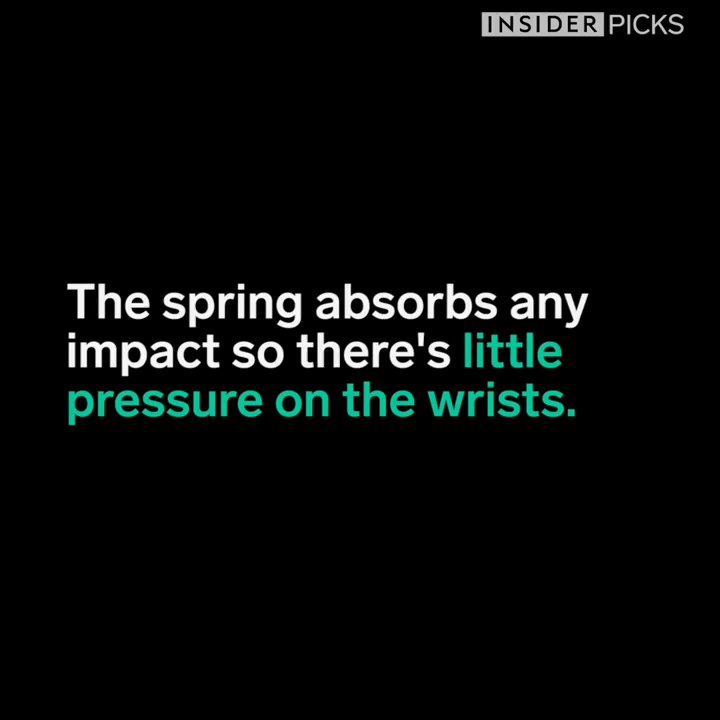 INSIDER PICKS
The spring absorbs any
impact so there's little
pressure on the wrists.